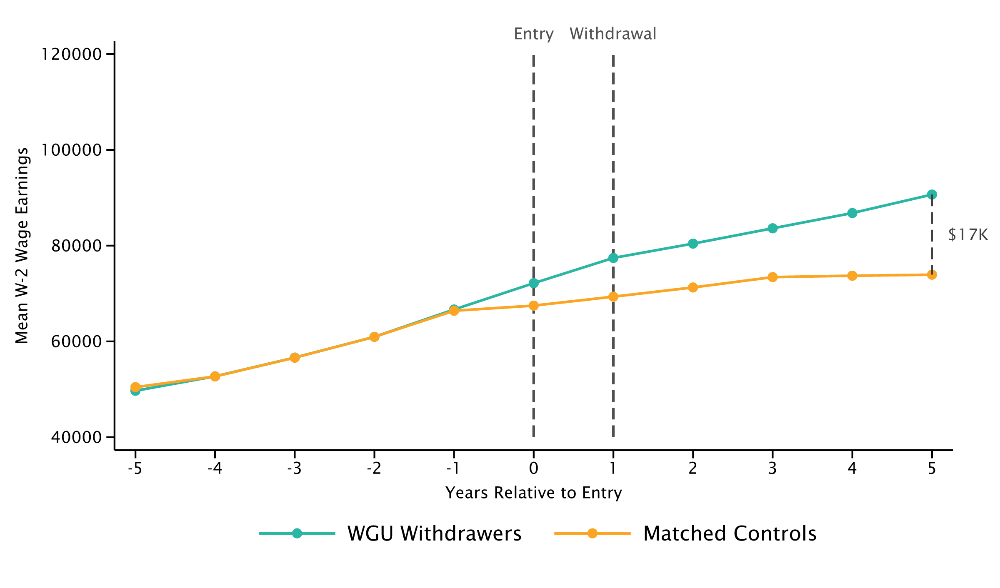 Entry Withdrawal
120000
100000
80000
60000
40000
Mean W-2 Wage Earnings
$17K
-5 -4 -3 -2 -1 0 1 2 3 4 5
Years Relative to Entry
WGU Withdrawers Matched Controls